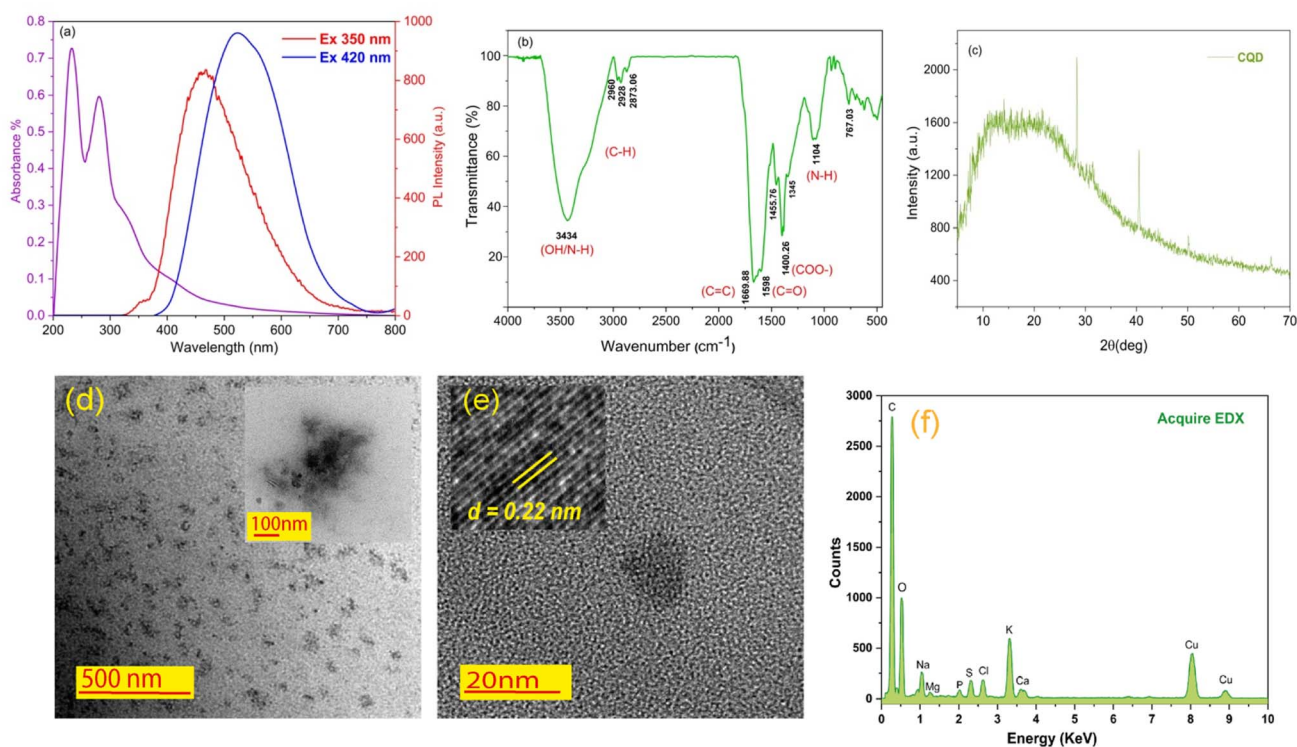 (a)
Ex 350 nm
Ex 420 nm
Absorbance %
0.8
0.7
0.6
0.5
0.4
0.3
0.2
0.1
0.0
PL Intensity (a.u.)
1000
800
600
400
200
0
200 300 400 500 600 700 800
Wavelength (nm)
(b)
Transmittance (%)
100
80
60
40
20
2960
2928
2873.06
(C-H)
3434
(OH/N-H)
(C=C)
1669.88
1598
(C=O)
1455.76
1400.26
(COO-)
1345
1104
(N-H)
767.03
4000 3500 3000 2500 2000 1500 1000 500
Wavenumber (cm-1)
(c)
CQD
Intensity (a.u.)
2200
1800
1400
1000
600
200
10 20 30 40 50 60 70
2θ(deg)
(d)
100nm
500 nm
(e)
d = 0.22 nm
20nm
(f)
Acquire EDX
Counts
3000
2500
2000
1500
1000
500
0
C
O
Na
Mg
P
S
Cl
K
Ca
Cu
Cu
0 1 2 3 4 5 6 7 8 9 10
Energy (KeV)